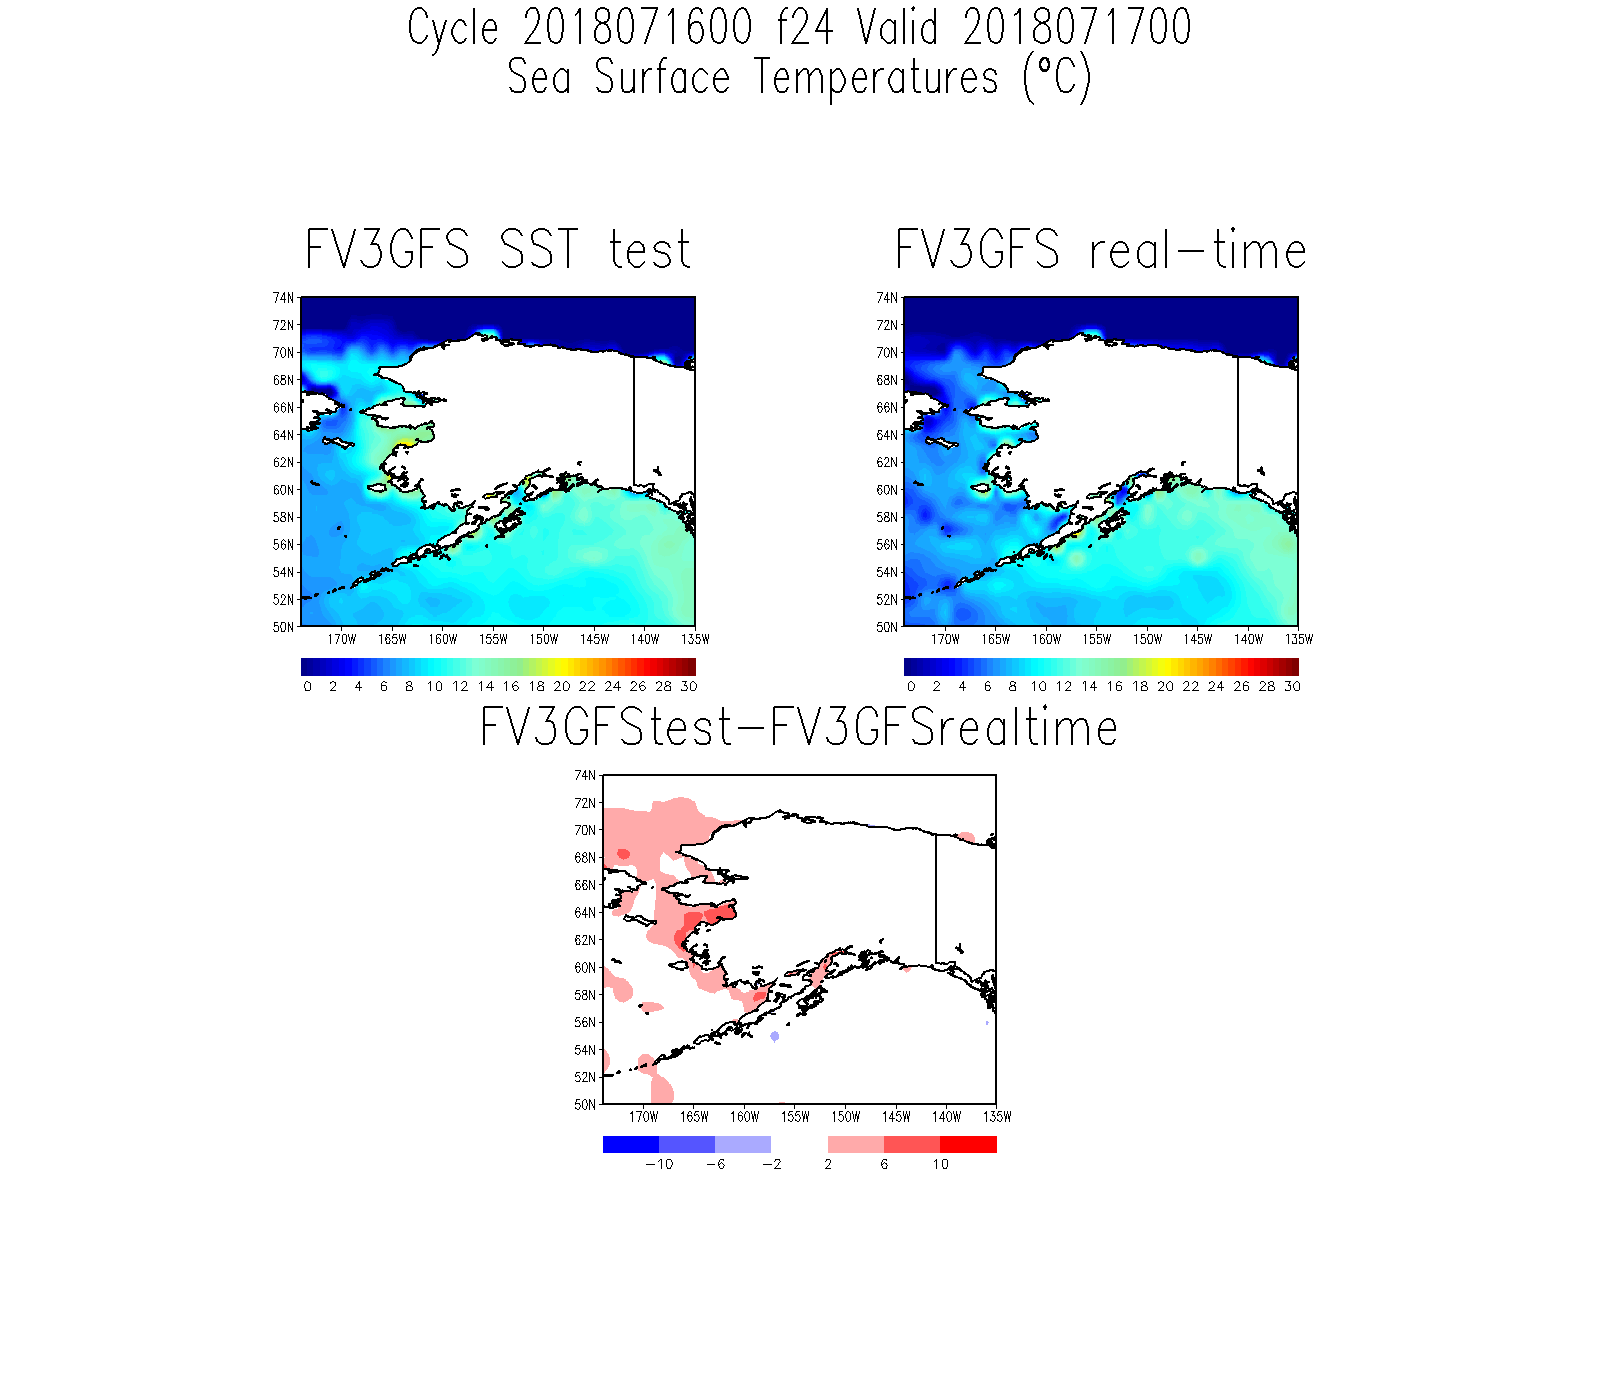 Cycle 2018071600 f24 Valid 2018071700
Sea Surface Temperatures (°C)
FV3GFS SST test
FV3GFS real-time
74N
72N
70N
68N
66N
64N
62N
60N
58N
56N
54N
52N
50N
170W 165W 160W 155W 150W 145W 140W 135W
0 2 4 6 8 10 12 14 16 18 20 22 24 26 28 30
74N
72N
70N
68N
66N
64N
62N
60N
58N
56N
54N
52N
50N
170W 165W 160W 155W 150W 145W 140W 135W
0 2 4 6 8 10 12 14 16 18 20 22 24 26 28 30
FV3GFStest-FV3GFSrealtime
74N
72N
70N
68N
66N
64N
62N
60N
58N
56N
54N
52N
50N
170W 165W 160W 155W 150W 145W 140W 135W
-10 -6 -2 2 6 10